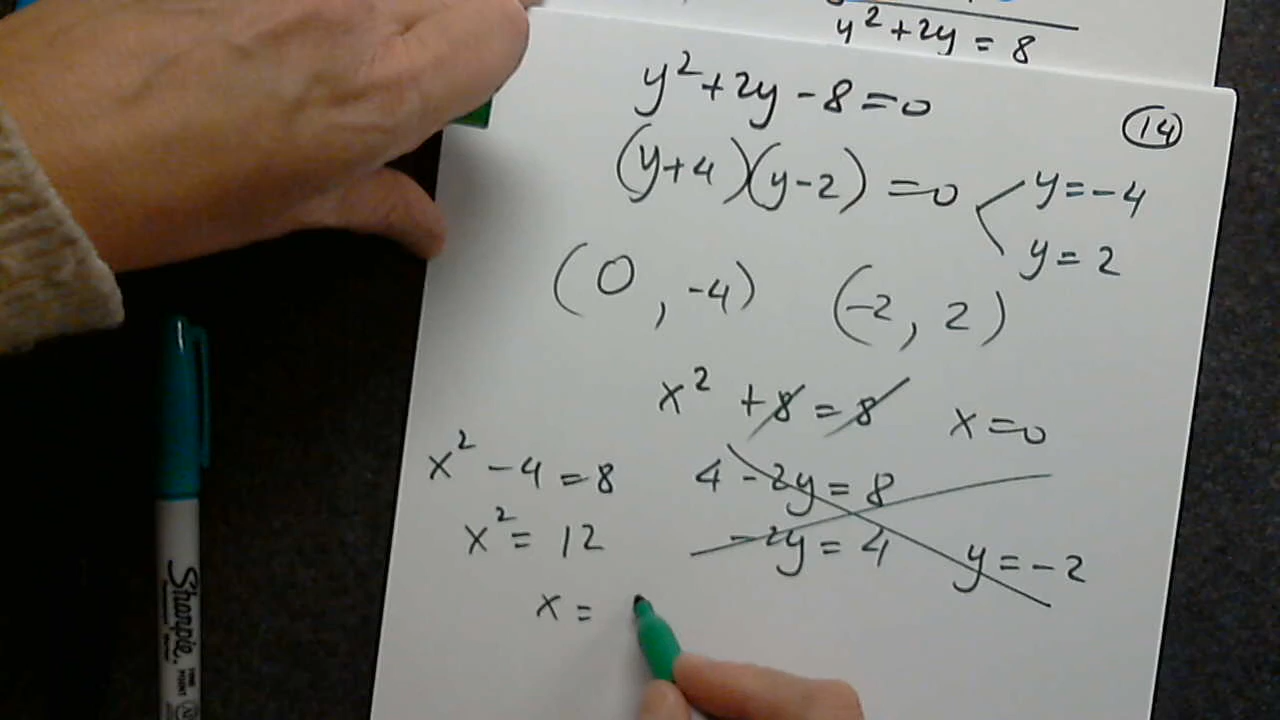 y² + 2y = 8
y² + 2y - 8 = 0
14
(y+4)(y-2) = 0
y = -4
y = 2
(0, -4) (-2, 2)
x² + 8 = 8 x = 0
x² - 4 = 8 4 - 2y = 8
x² = 12 -2y = 4 y = -2
x =
Sharpie